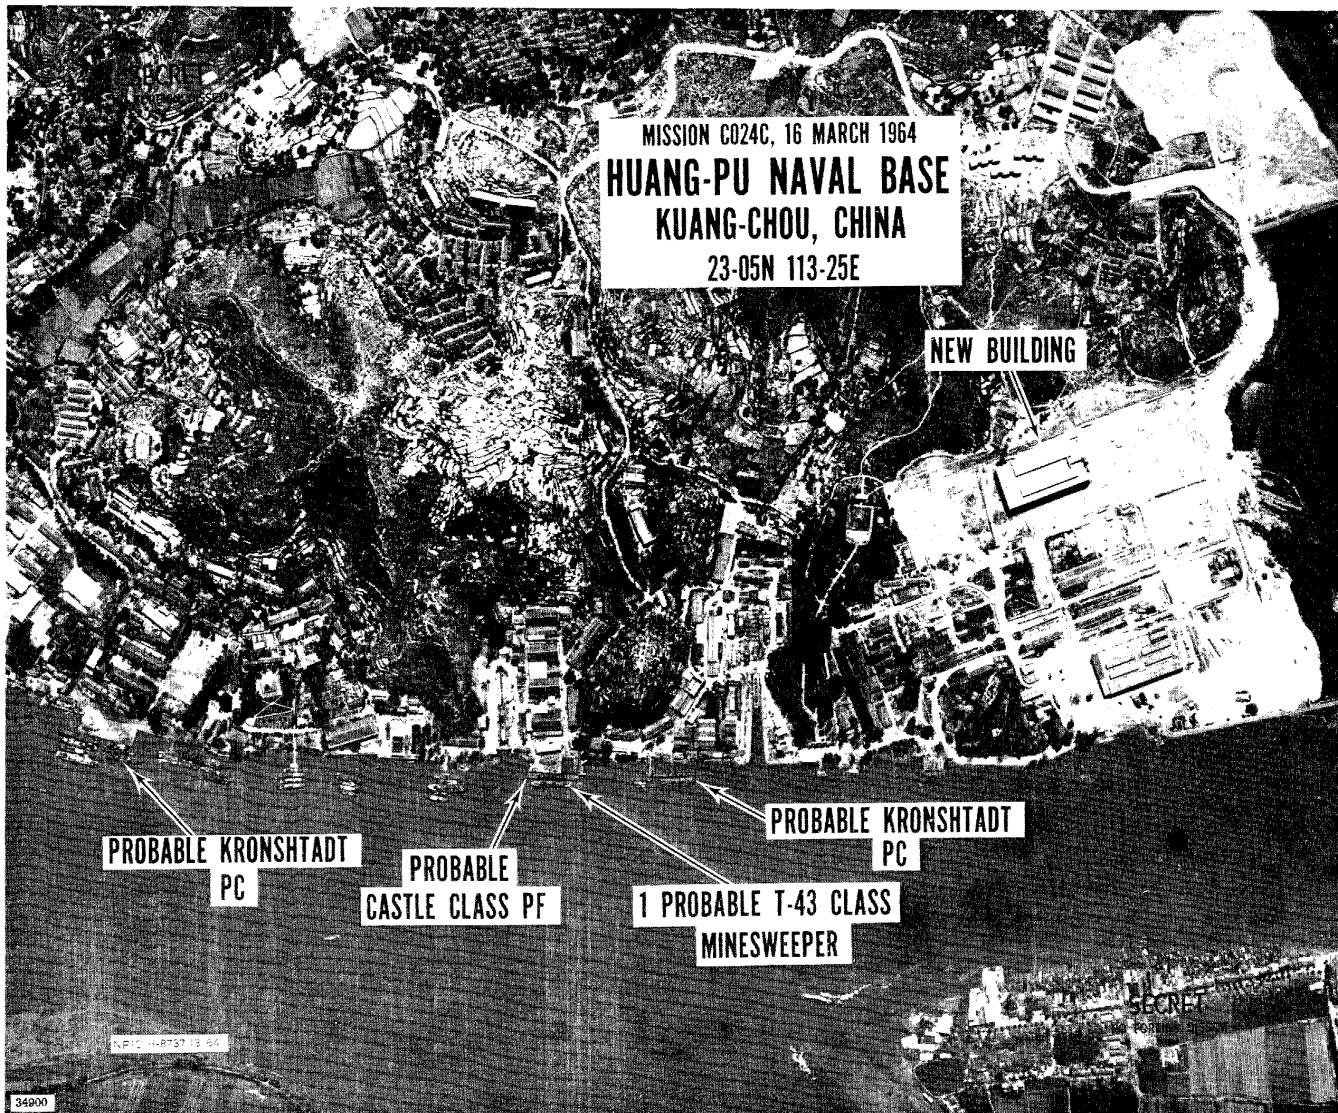 SECRET
MISSION C024C, 16 MARCH 1964
HUANG-PU NAVAL BASE
KUANG-CHOU, CHINA
23-05N 113-25E
NEW BUILDING
PROBABLE KRONSHTADT
PC
PROBABLE
CASTLE CLASS PF
1 PROBABLE T-43 CLASS
MINESWEEPER
PROBABLE KRONSHTADT
PC
SECRET
34900